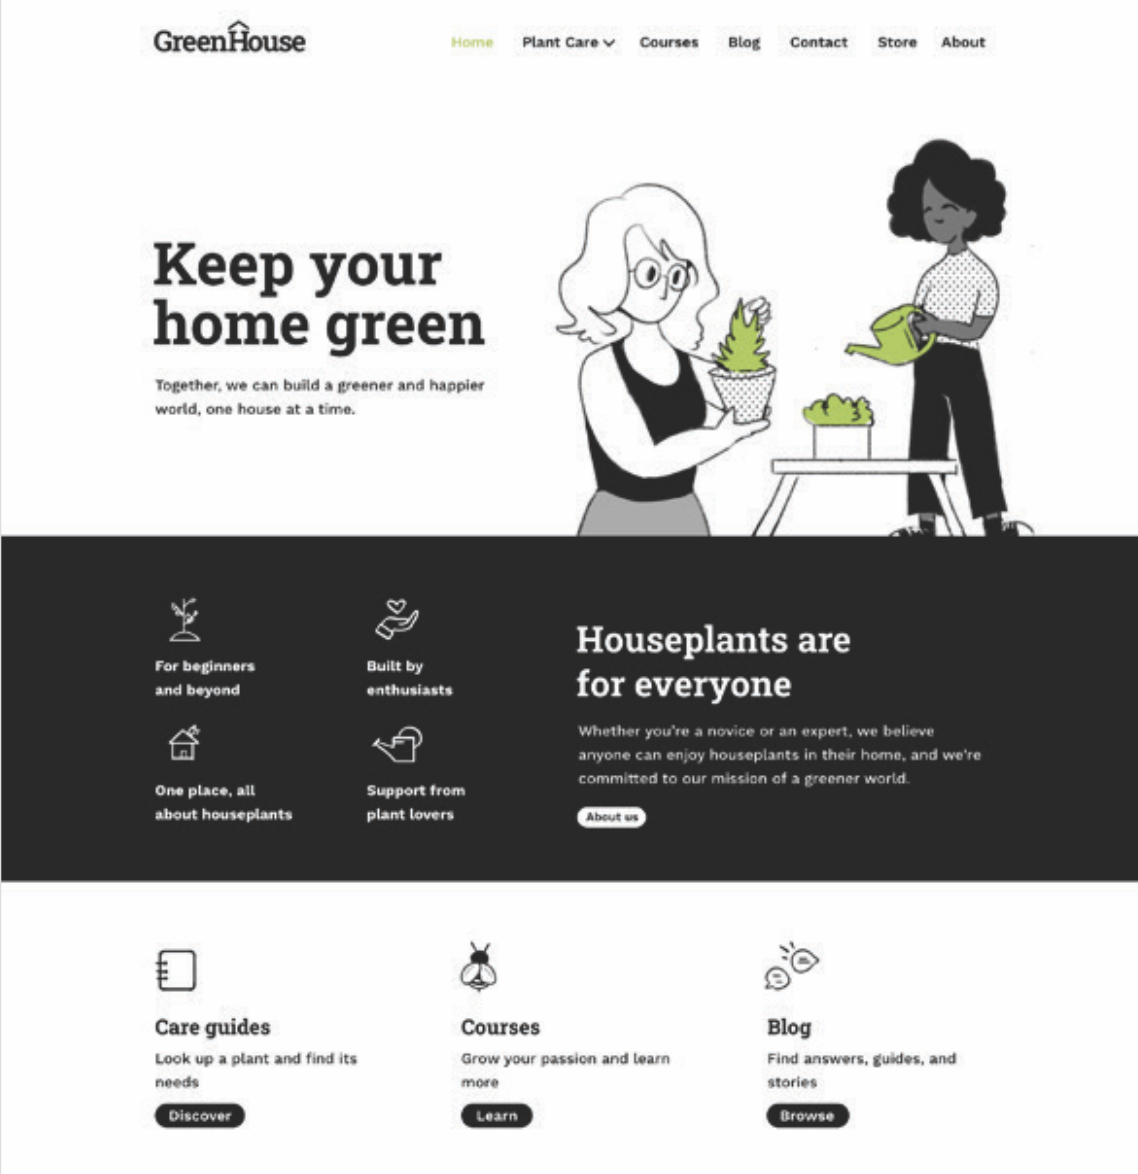 GreenHouse
Home Plant Care Courses Blog Contact Store About
Keep your
home green
Together, we can build a greener and happier
world, one house at a time.
For beginners
and beyond
Built by
enthusiasts
One place, all
about houseplants
Support from
plant lovers
Houseplants are
for everyone
Whether you're a novice or an expert, we believe
anyone can enjoy houseplants in their home, and we're
committed to our mission of a greener world.
About us
Care guides
Look up a plant and find its
needs
Discover
Courses
Grow your passion and learn
more
Learn
Blog
Find answers, guides, and
stories
Browse